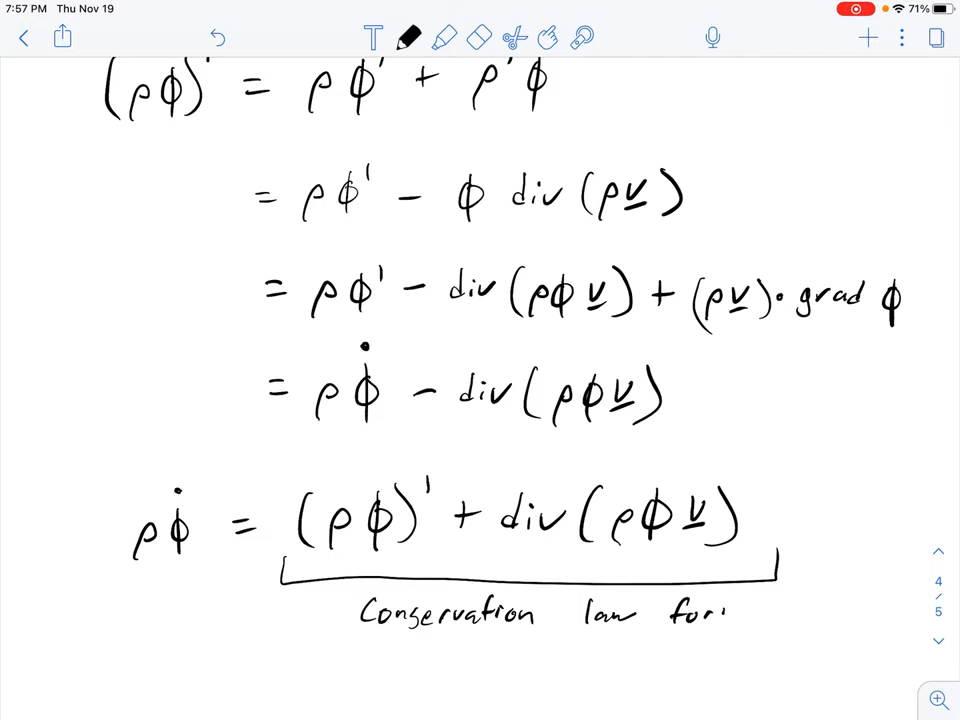 7:57 PM Thu Nov 19 71%
T
(ρϕ)' = ρϕ' + ρ'ϕ
= ρϕ' − ϕ div (ρv̲)
= ρϕ' − div (ρϕv̲) + (ρv̲) • grad ϕ
= ρϕ̇ − div (ρϕv̲)
ρϕ̇ = (ρϕ)' + div (ρϕv̲)
Conservation law for
4
/
5